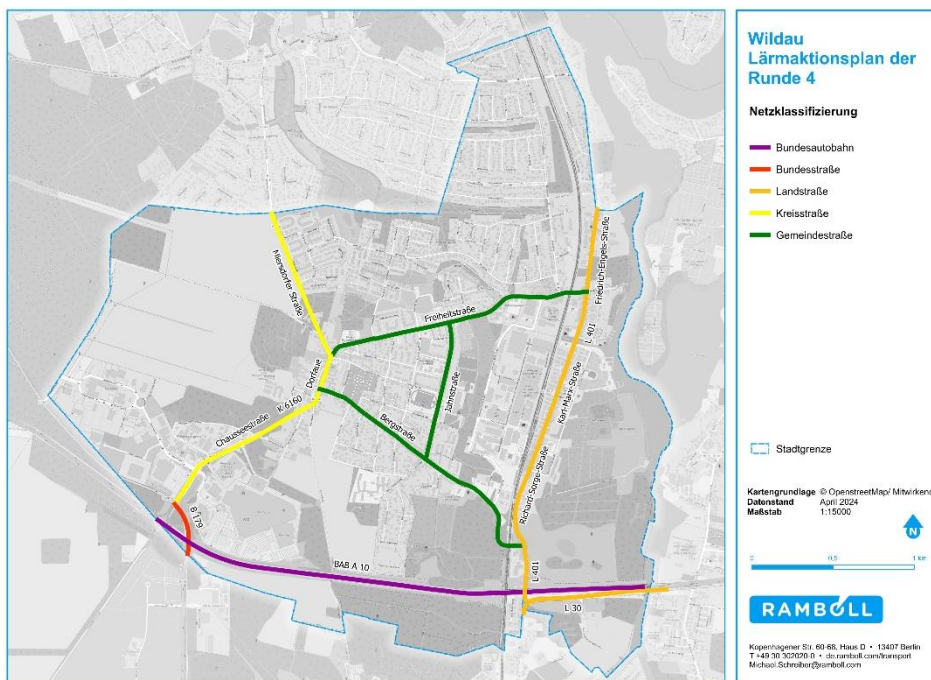 Wildau
Lärmaktionsplan der
Runde 4
Netzklassifizierung
Bundesautobahn
Bundesstraße
Landstraße
Kreisstraße
Gemeindestraße
Stadtgrenze
Kartengrundlage © OpenstreetMap/ Mitwirkend
Datenstand April 2024
Maßstab 1:15000
N
0 0,5 1 km
RAMBOLL
Kopenhagener Str. 60-68, Haus D • 13407 Berlin
T +49 30 302020-0 • de.ramboll.com/transport
Michael.Schreiber@ramboll.com
Miersdorfer Straße
Freiheitstraße
Friedrich-Engels-Straße
L 401
Dorfaue
Jahnstraße
Karl-Marx-Straße
Chausseestraße K 6160
Bergstraße
Richard-Sorge-Straße
B 179
BAB A 10
L 401
L 30